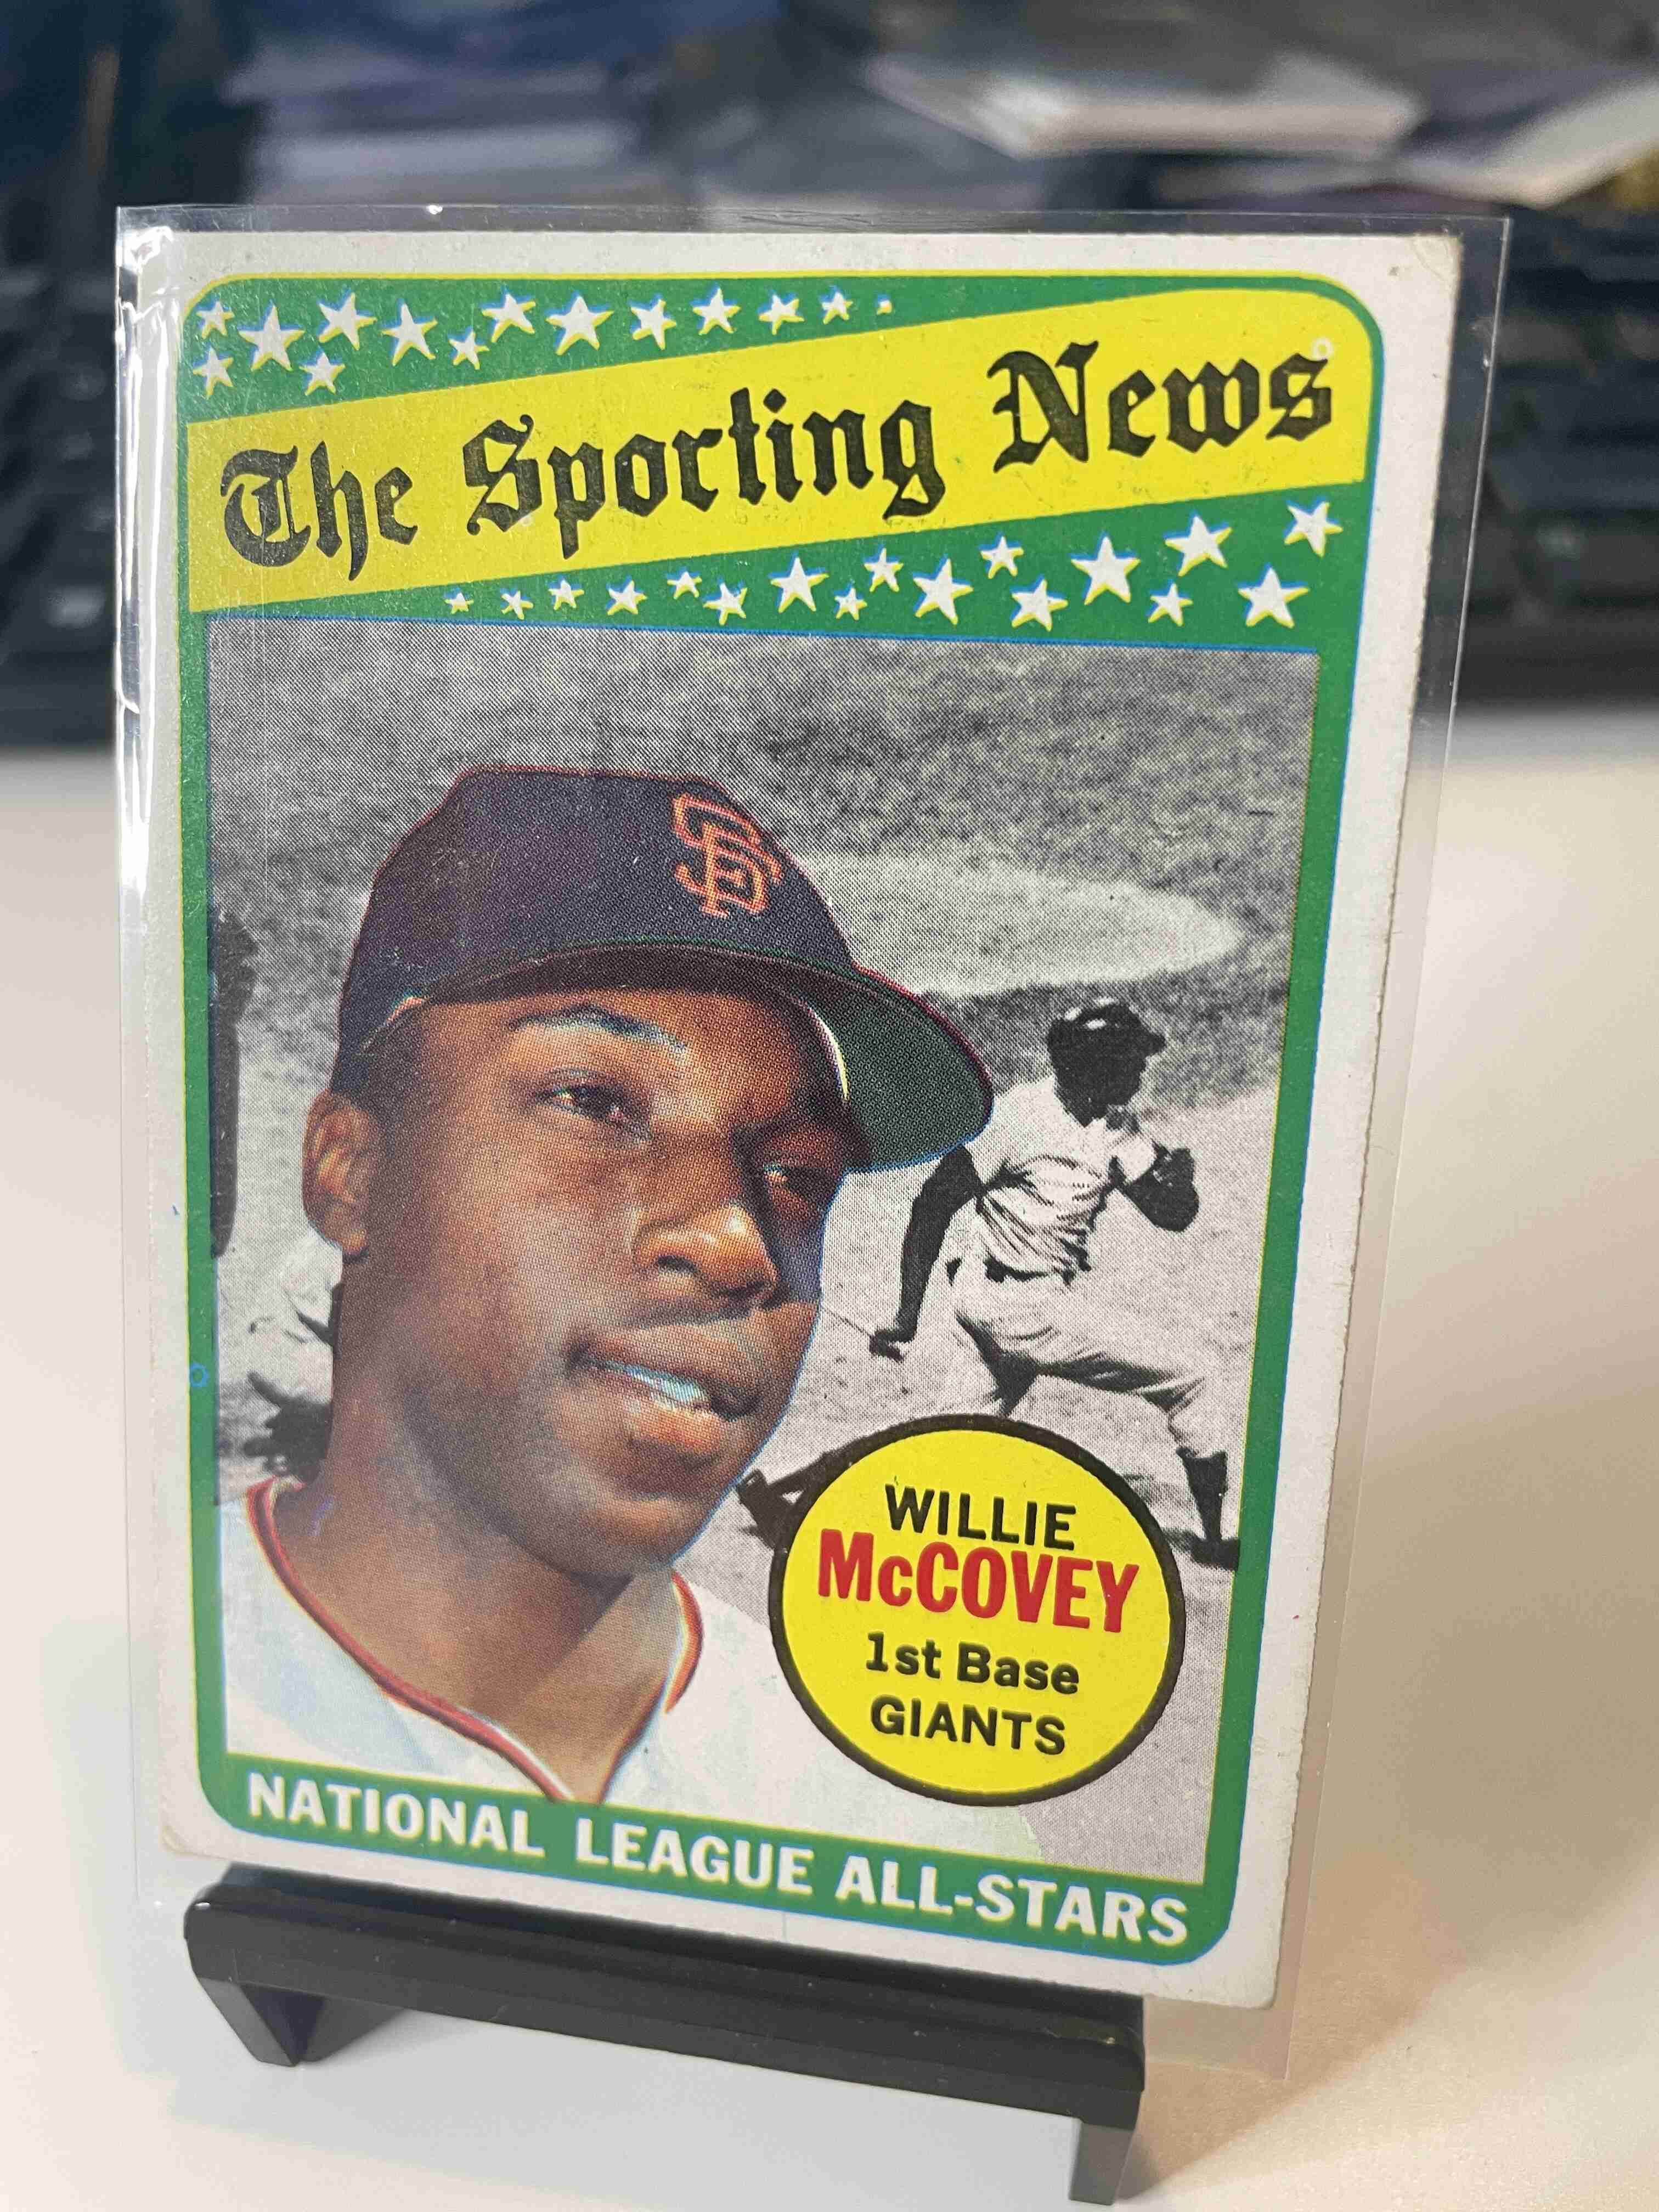 The Sporting News
SF
WILLIE
McCOVEY
1st Base
GIANTS
NATIONAL LEAGUE ALL-STARS